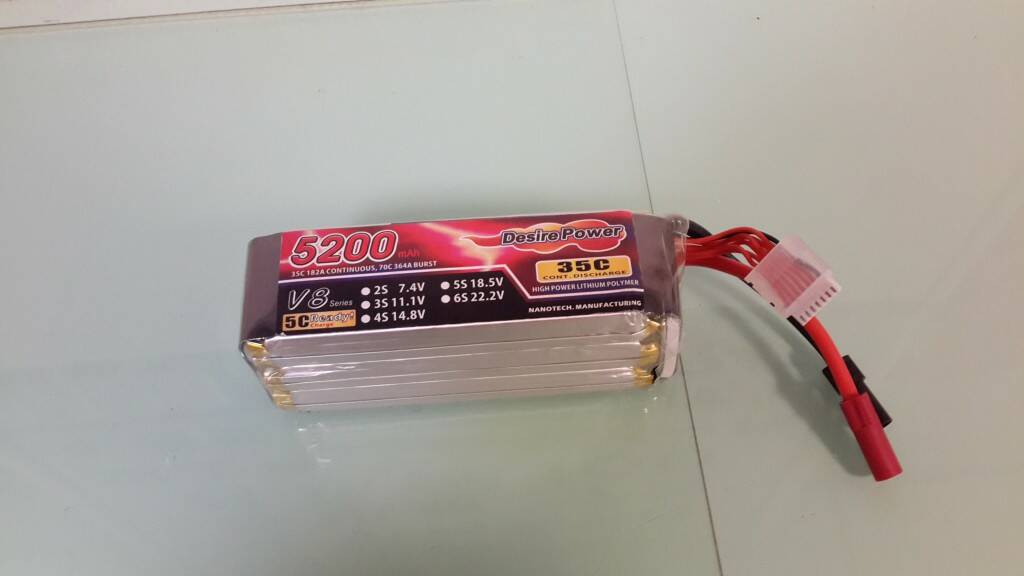 5200 mAh
35C 182A CONTINUOUS, 70C 364A BURST
Desire Power
35C
CONT. DISCHARGE
HIGH POWER LITHIUM POLYMER
NANOTECH. MANUFACTURING
V8 Series
5C Ready!
Charge
2S 7.4V
3S 11.1V
4S 14.8V
5S 18.5V
6S 22.2V